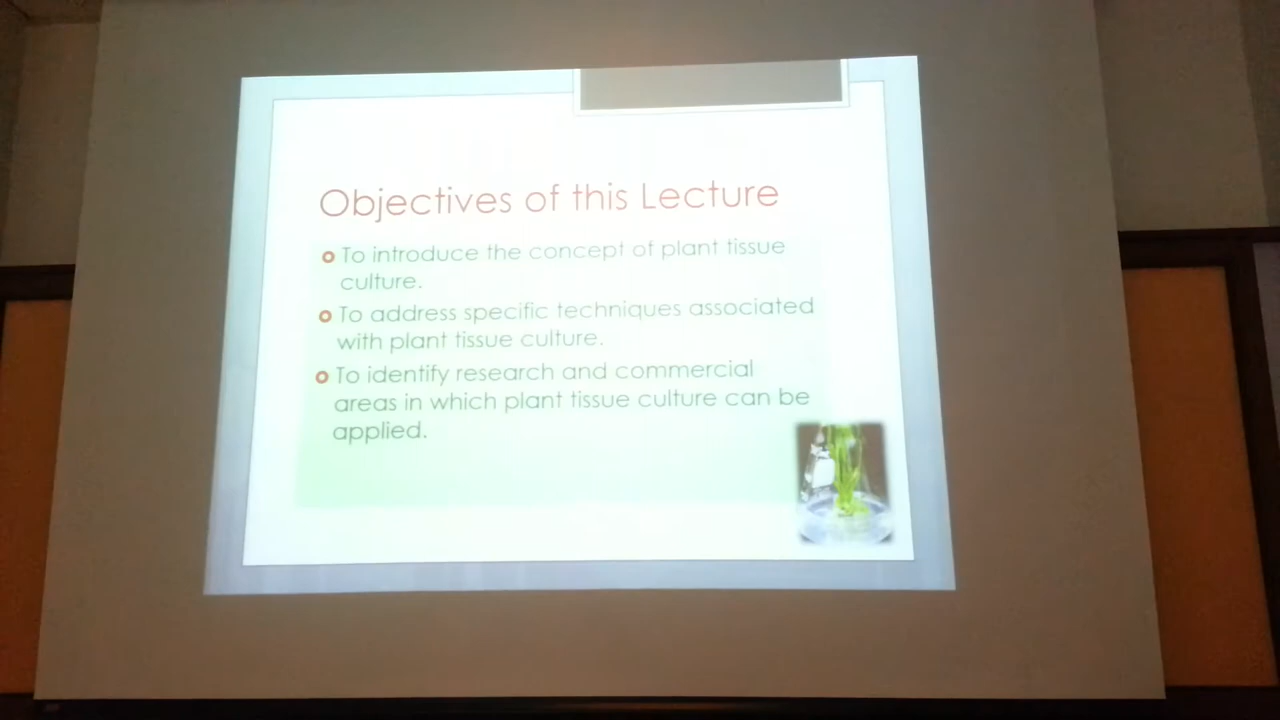 Objectives of this Lecture
To introduce the concept of plant tissue
culture.
To address specific techniques associated
with plant tissue culture.
To identify research and commercial
areas in which plant tissue culture can be
applied.